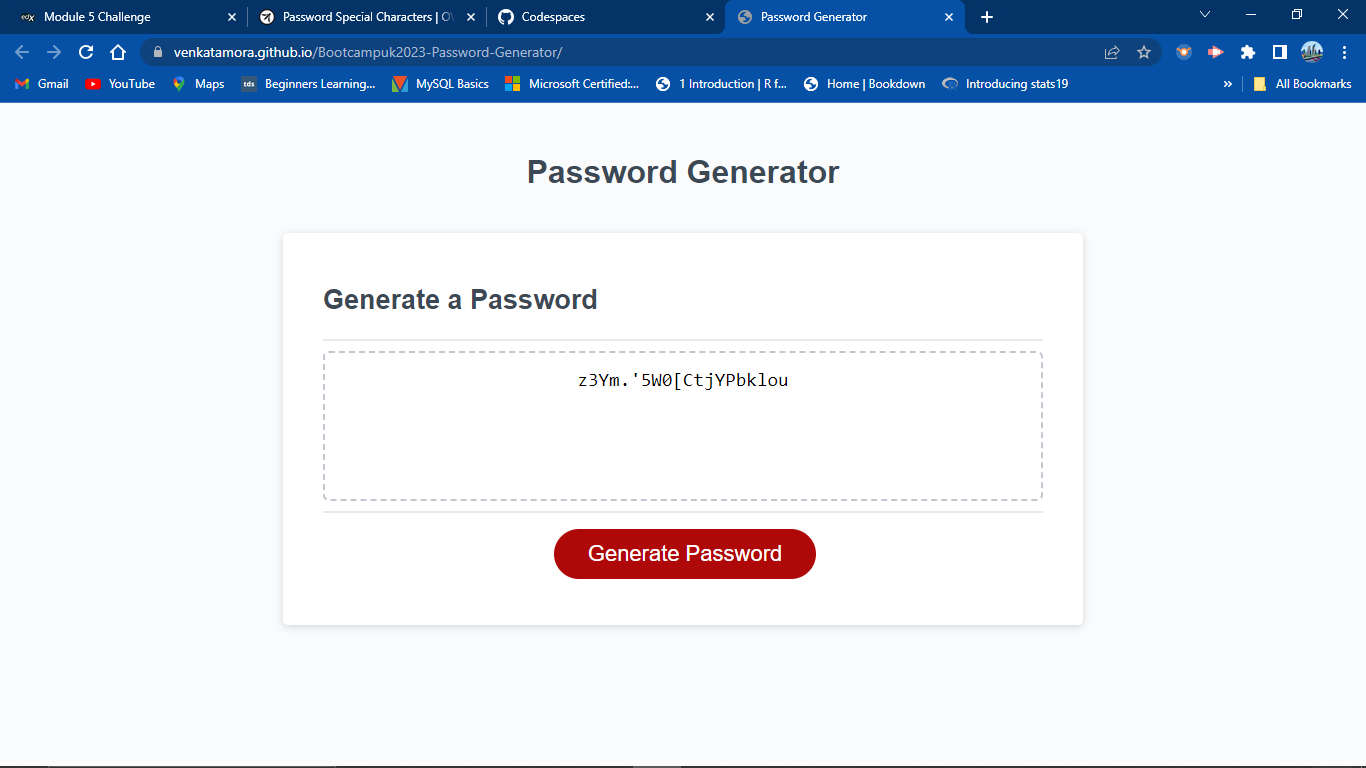 edX Module 5 Challenge Password Special Characters | OW Codespaces Password Generator
venkatamora.github.io/Bootcampuk2023-Password-Generator/
Gmail YouTube Maps tds Beginners Learning... MySQL Basics Microsoft Certified:... 1 Introduction | R f... Home | Bookdown Introducing stats19 » All Bookmarks
Password Generator
Generate a Password
z3Ym.'5W0[CtjYPbklou
Generate Password